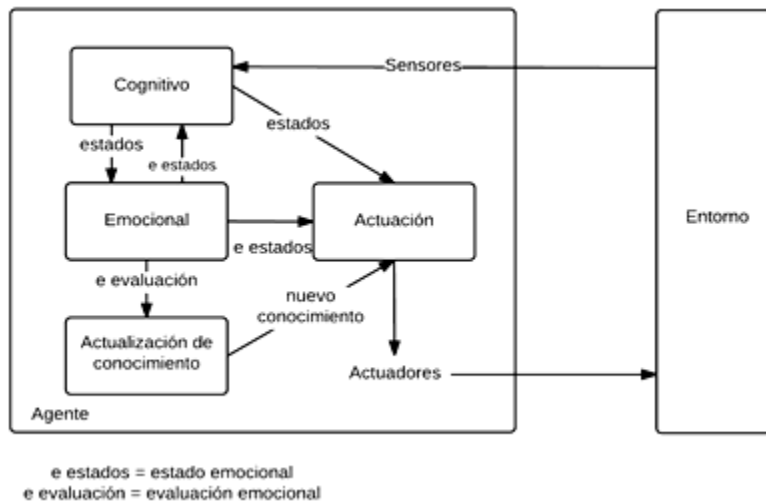 Sensores
Cognitivo
estados
estados
e estados
Emocional
Actuación
Entorno
e estados
e evaluación
nuevo
conocimiento
Actualización de
conocimiento
Actuadores
Agente
e estados = estado emocional
e evaluación = evaluación emocional